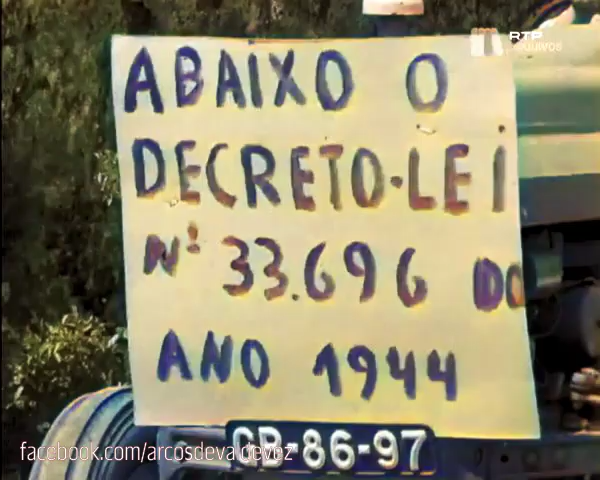 RTP
arquivos
ABAIXO O
DECRETO-LEI
Nº 33.696 DO
ANO 1944
CB-86-97
facebook.com/arcosdevaldevez